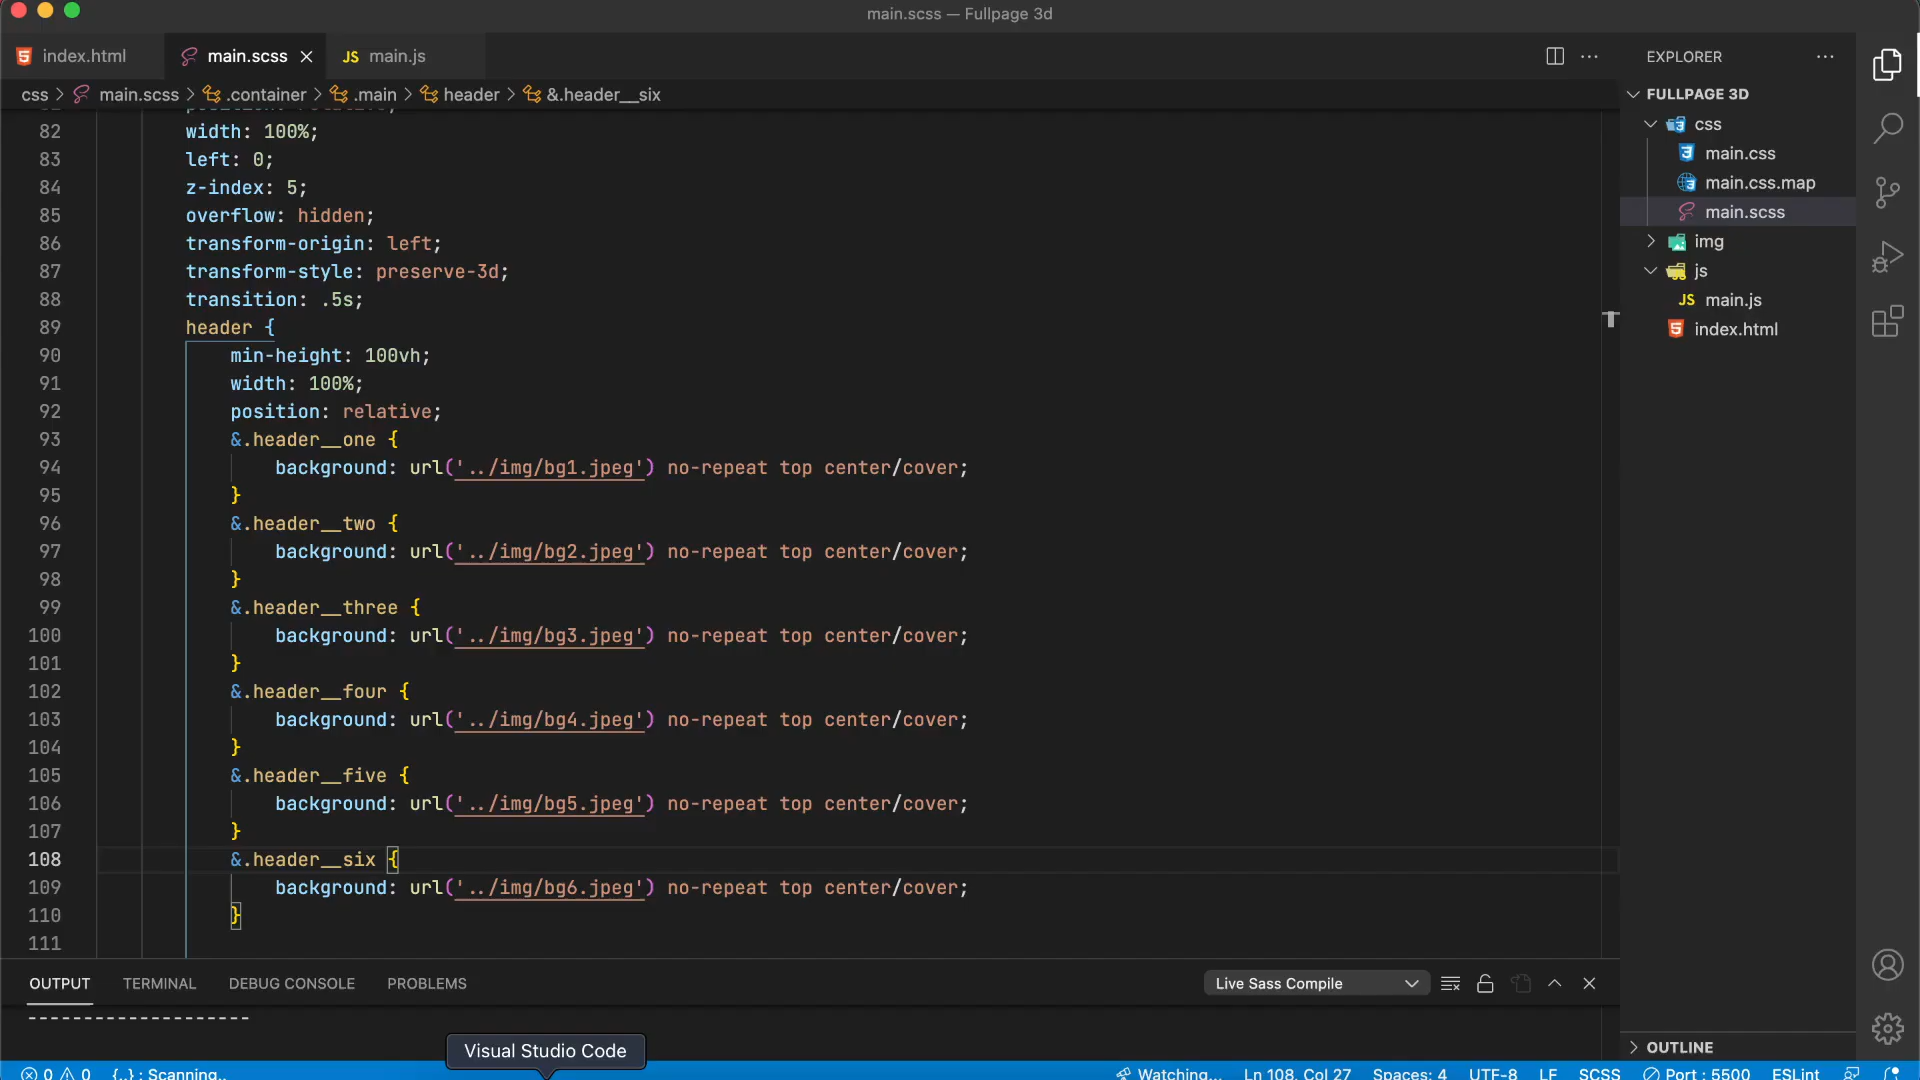 main.scss — Fullpage 3d
index.html
main.scss
JS main.js
EXPLORER
css > main.scss > .container > .main > header > &.header__six
FULLPAGE 3D
css
main.css
main.css.map
main.scss
img
js
JS main.js
index.html
82 width: 100%;
83 left: 0;
84 z-index: 5;
85 overflow: hidden;
86 transform-origin: left;
87 transform-style: preserve-3d;
88 transition: .5s;
89 header {
90 min-height: 100vh;
91 width: 100%;
92 position: relative;
93 &.header__one {
94 background: url('../img/bg1.jpeg') no-repeat top center/cover;
95 }
96 &.header__two {
97 background: url('../img/bg2.jpeg') no-repeat top center/cover;
98 }
99 &.header__three {
100 background: url('../img/bg3.jpeg') no-repeat top center/cover;
101 }
102 &.header__four {
103 background: url('../img/bg4.jpeg') no-repeat top center/cover;
104 }
105 &.header__five {
106 background: url('../img/bg5.jpeg') no-repeat top center/cover;
107 }
108 &.header__six {
109 background: url('../img/bg6.jpeg') no-repeat top center/cover;
110 }
111
OUTPUT TERMINAL DEBUG CONSOLE PROBLEMS
Live Sass Compile
--------------------
Visual Studio Code
OUTLINE
0 0 {..} : Scanning..
Watching... Ln 108, Col 27 Spaces: 4 UTF-8 LF SCSS Port : 5500 ESLint